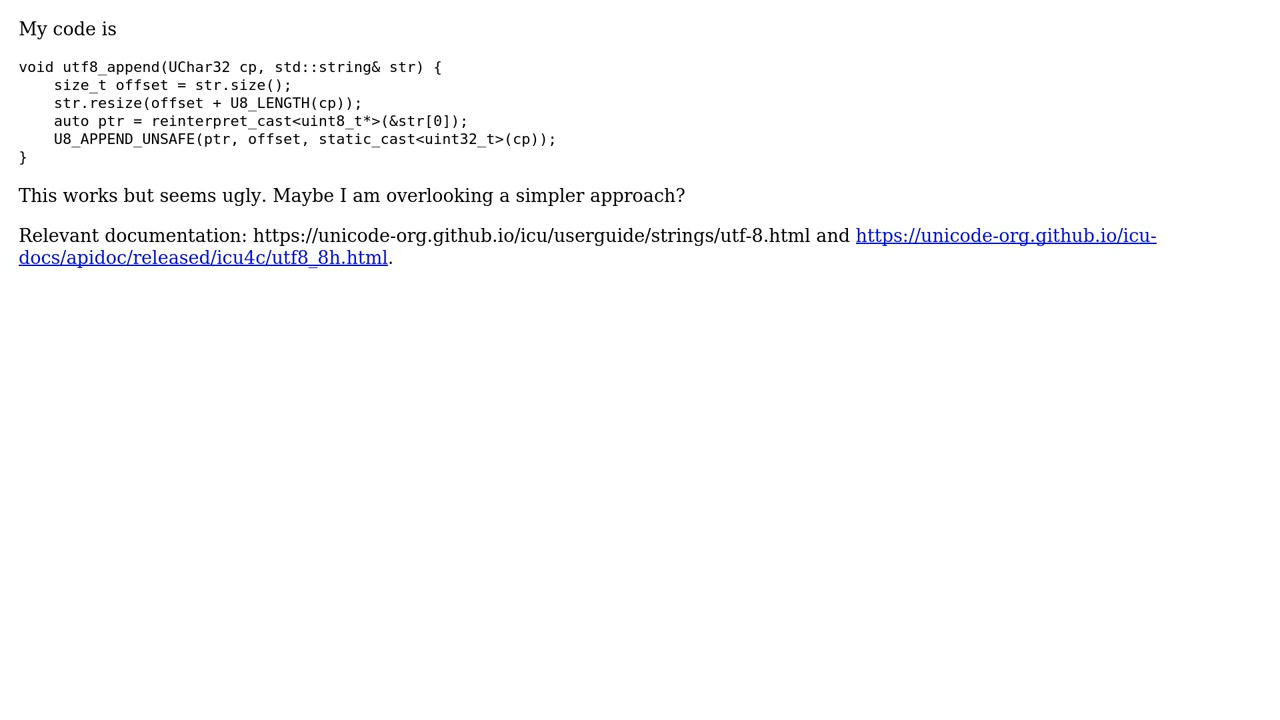 My code is
void utf8_append(UChar32 cp, std::string& str) {
    size_t offset = str.size();
    str.resize(offset + U8_LENGTH(cp));
    auto ptr = reinterpret_cast<uint8_t*>(&str[0]);
    U8_APPEND_UNSAFE(ptr, offset, static_cast<uint32_t>(cp));
}
This works but seems ugly. Maybe I am overlooking a simpler approach?
Relevant documentation: https://unicode-org.github.io/icu/userguide/strings/utf-8.html and https://unicode-org.github.io/icu-
docs/apidoc/released/icu4c/utf8_8h.html.